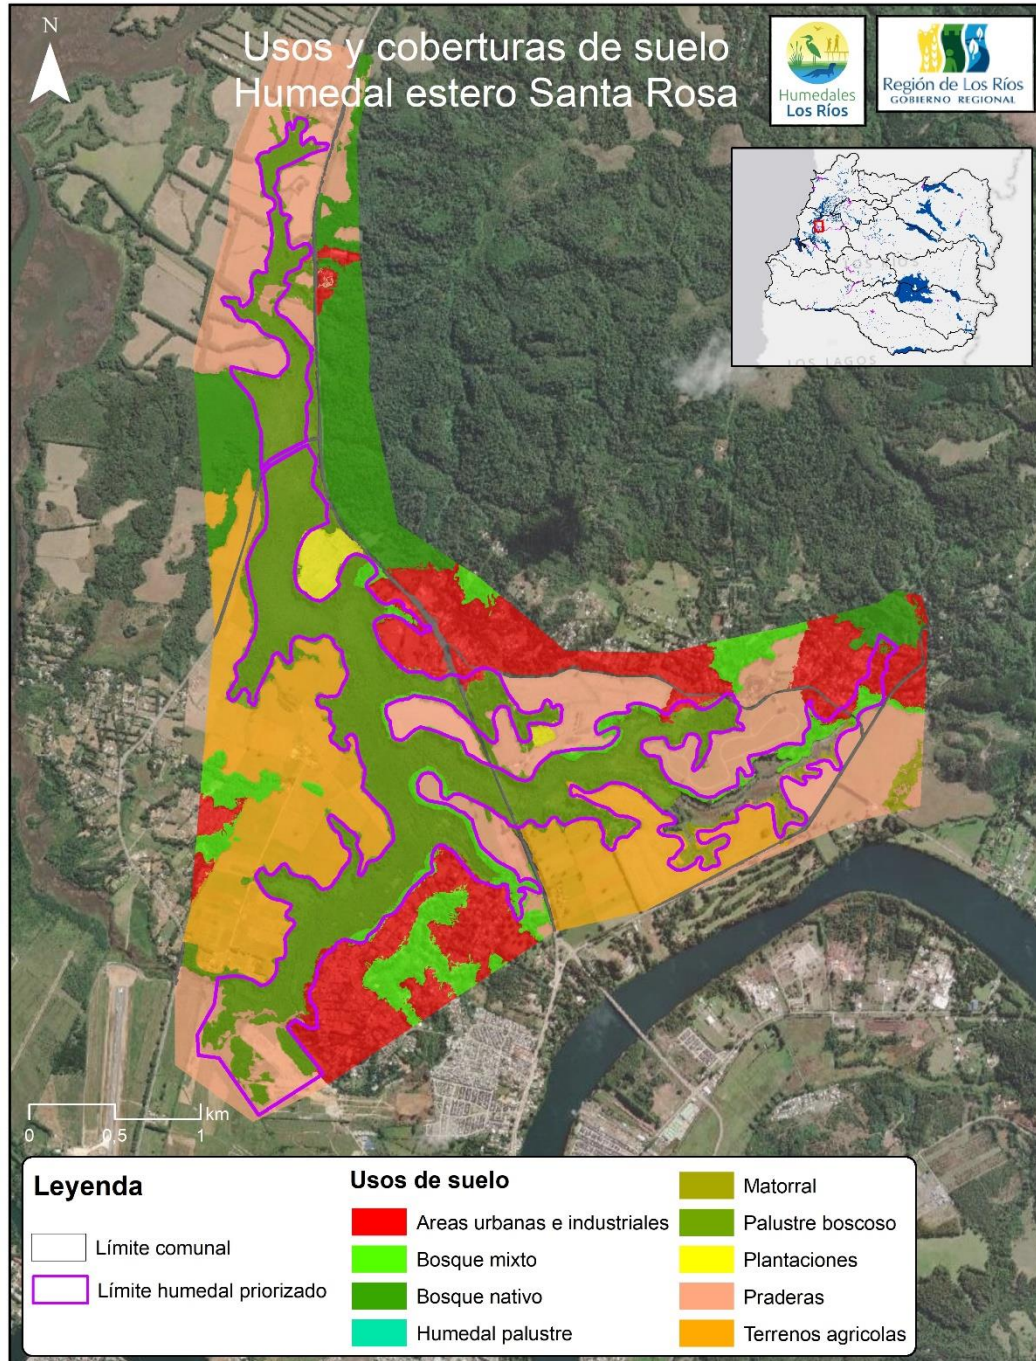 N
Usos y coberturas de suelo
Humedal estero Santa Rosa
Humedales
Los Ríos
Región de Los Ríos
GOBIERNO REGIONAL
LOS LAGOS
km
0 0.5 1
Leyenda
Límite comunal
Límite humedal priorizado
Usos de suelo
Areas urbanas e industriales
Bosque mixto
Bosque nativo
Humedal palustre
Matorral
Palustre boscoso
Plantaciones
Praderas
Terrenos agricolas